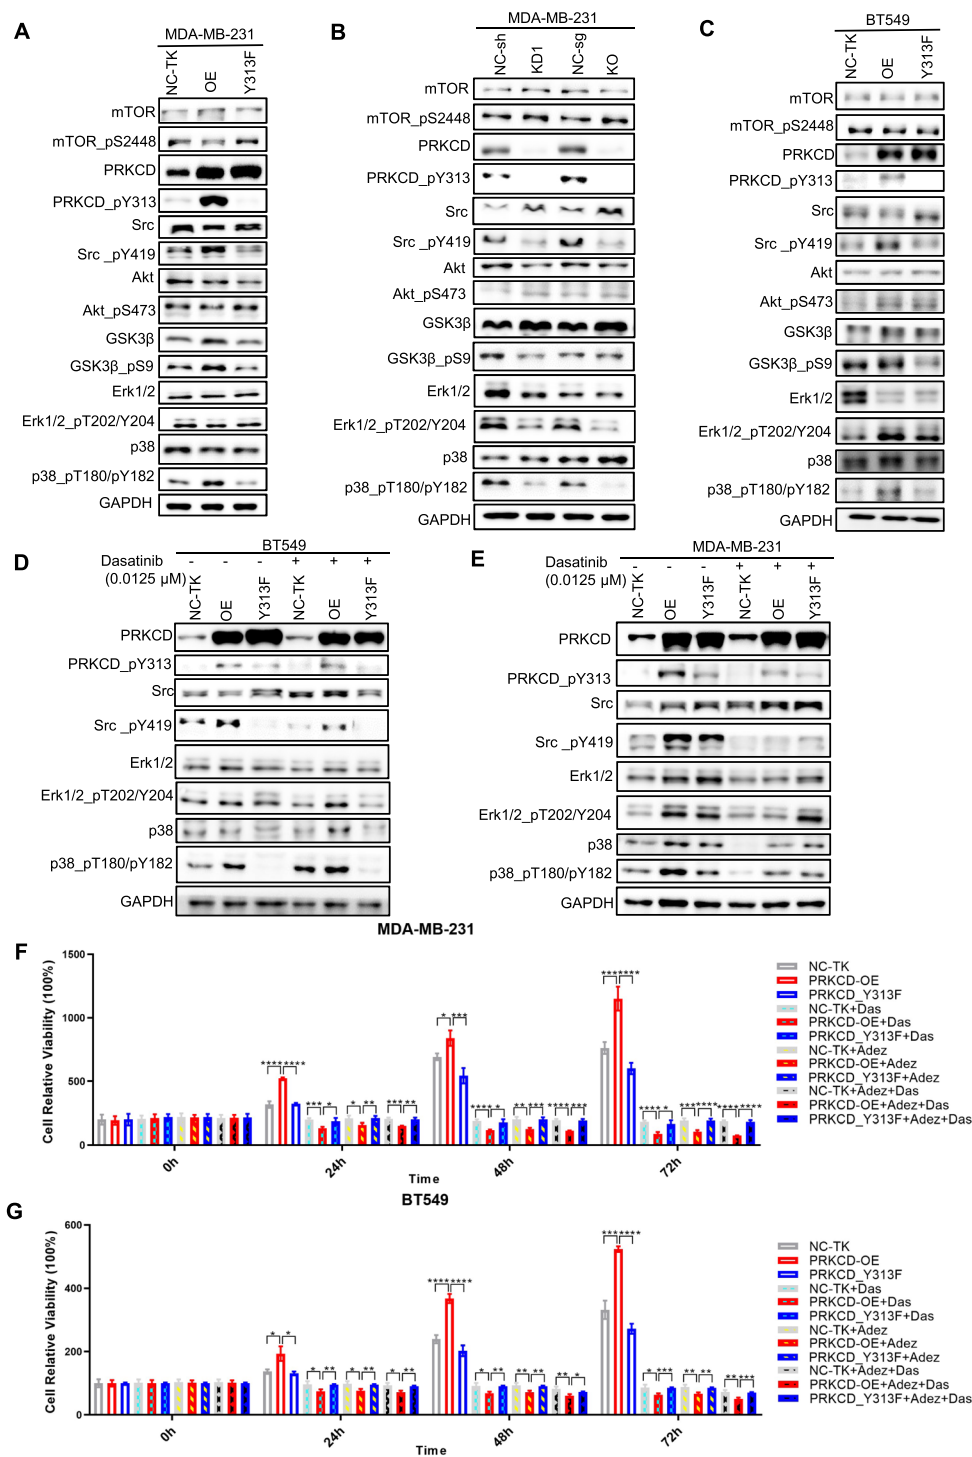 A
MDA-MB-231
NC-TK
OE
Y313F
mTOR
mTOR_pS2448
PRKCD
PRKCD_pY313
Src
Src _pY419
Akt
Akt_pS473
GSK3β
GSK3β_pS9
Erk1/2
Erk1/2_pT202/Y204
p38
p38_pT180/pY182
GAPDH
B
MDA-MB-231
NC-sh
KD1
NC-sg
KO
mTOR
mTOR_pS2448
PRKCD
PRKCD_pY313
Src
Src _pY419
Akt
Akt_pS473
GSK3β
GSK3β_pS9
Erk1/2
Erk1/2_pT202/Y204
p38
p38_pT180/pY182
GAPDH
C
BT549
NC-TK
OE
Y313F
mTOR
mTOR_pS2448
PRKCD
PRKCD_pY313
Src
Src _pY419
Akt
Akt_pS473
GSK3β
GSK3β_pS9
Erk1/2
Erk1/2_pT202/Y204
p38
p38_pT180/pY182
GAPDH
D
BT549
Dasatinib - - - + + +
(0.0125 µM)
NC-TK
OE
Y313F
NC-TK
OE
Y313F
PRKCD
PRKCD_pY313
Src
Src _pY419
Erk1/2
Erk1/2_pT202/Y204
p38
p38_pT180/pY182
GAPDH
E
MDA-MB-231
Dasatinib - - - + + +
(0.0125 µM)
NC-TK
OE
Y313F
NC-TK
OE
Y313F
PRKCD
PRKCD_pY313
Src
Src _pY419
Erk1/2
Erk1/2_pT202/Y204
p38
p38_pT180/pY182
GAPDH
F
MDA-MB-231
Cell Relative Viability (100%)
1500
1000
500
0
0h
24h
48h
72h
Time
NC-TK
PRKCD-OE
PRKCD_Y313F
NC-TK+Das
PRKCD-OE+Das
PRKCD_Y313F+Das
NC-TK+Adez
PRKCD-OE+Adez
PRKCD_Y313F+Adez
NC-TK+Adez+Das
PRKCD-OE+Adez+Das
PRKCD_Y313F+Adez+Das
G
BT549
Cell Relative Viability (100%)
600
400
200
0
0h
24h
48h
72h
Time
NC-TK
PRKCD-OE
PRKCD_Y313F
NC-TK+Das
PRKCD-OE+Das
PRKCD_Y313F+Das
NC-TK+Adez
PRKCD-OE+Adez
PRKCD_Y313F+Adez
NC-TK+Adez+Das
PRKCD-OE+Adez+Das
PRKCD_Y313F+Adez+Das